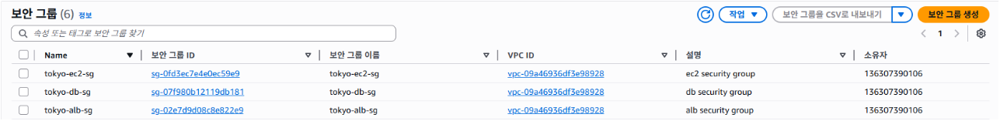 보안 그룹 (6) 정보 작업 보안 그룹을 CSV로 내보내기 보안 그룹 생성
속성 또는 태그로 보안 그룹 찾기 1
Name 보안 그룹 ID 보안 그룹 이름 VPC ID 설명 소유자
tokyo-ec2-sg sg-0fd3ec7e4e0ec59e9 tokyo-ec2-sg vpc-09a46936df3e98928 ec2 security group 136307390106
tokyo-db-sg sg-07f980b12119db181 tokyo-db-sg vpc-09a46936df3e98928 db security group 136307390106
tokyo-alb-sg sg-02e7d9d08c8e822e9 tokyo-alb-sg vpc-09a46936df3e98928 alb security group 136307390106